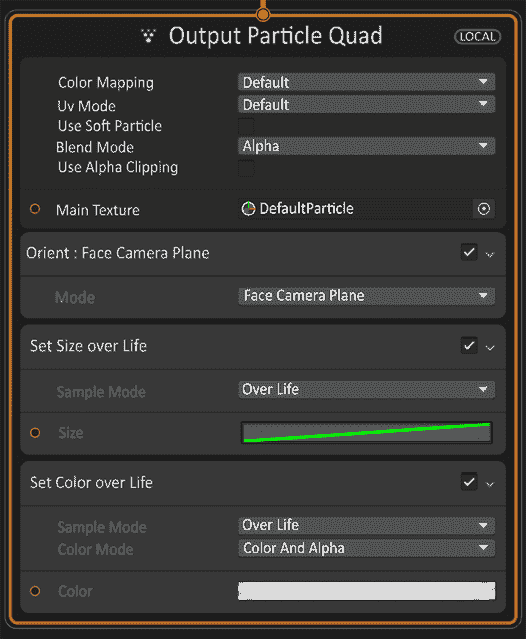 Output Particle Quad LOCAL
Color Mapping Default
Uv Mode Default
Use Soft Particle
Blend Mode Alpha
Use Alpha Clipping
Main Texture DefaultParticle
Orient : Face Camera Plane
Mode Face Camera Plane
Set Size over Life
Sample Mode Over Life
Size
Set Color over Life
Sample Mode Over Life
Color Mode Color And Alpha
Color